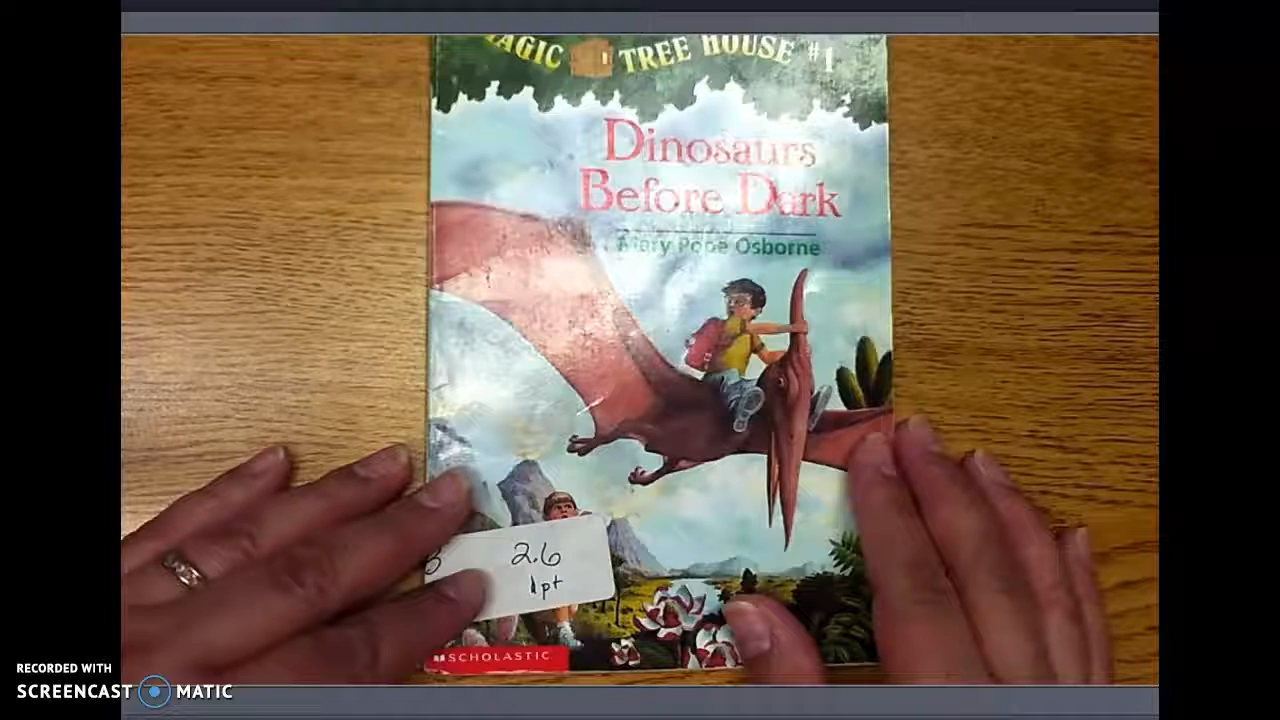 MAGIC TREE HOUSE #1
Dinosaurs
Before Dark
Mary Pope Osborne
2.6
1pt
SCHOLASTIC
RECORDED WITH
SCREENCAST MATIC